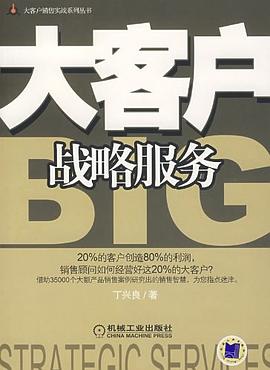 大客户销售实战系列丛书
大客户
BIG
战略服务
20%的客户创造80%的利润,
销售顾问如何经营好这20%的大客户?
借助35000个大额产品销售案例研究出的销售智慧,为您指点迷津。
丁兴良/著
机械工业出版社
CHINA MACHINE PRESS
STRATEGIC SERVICES